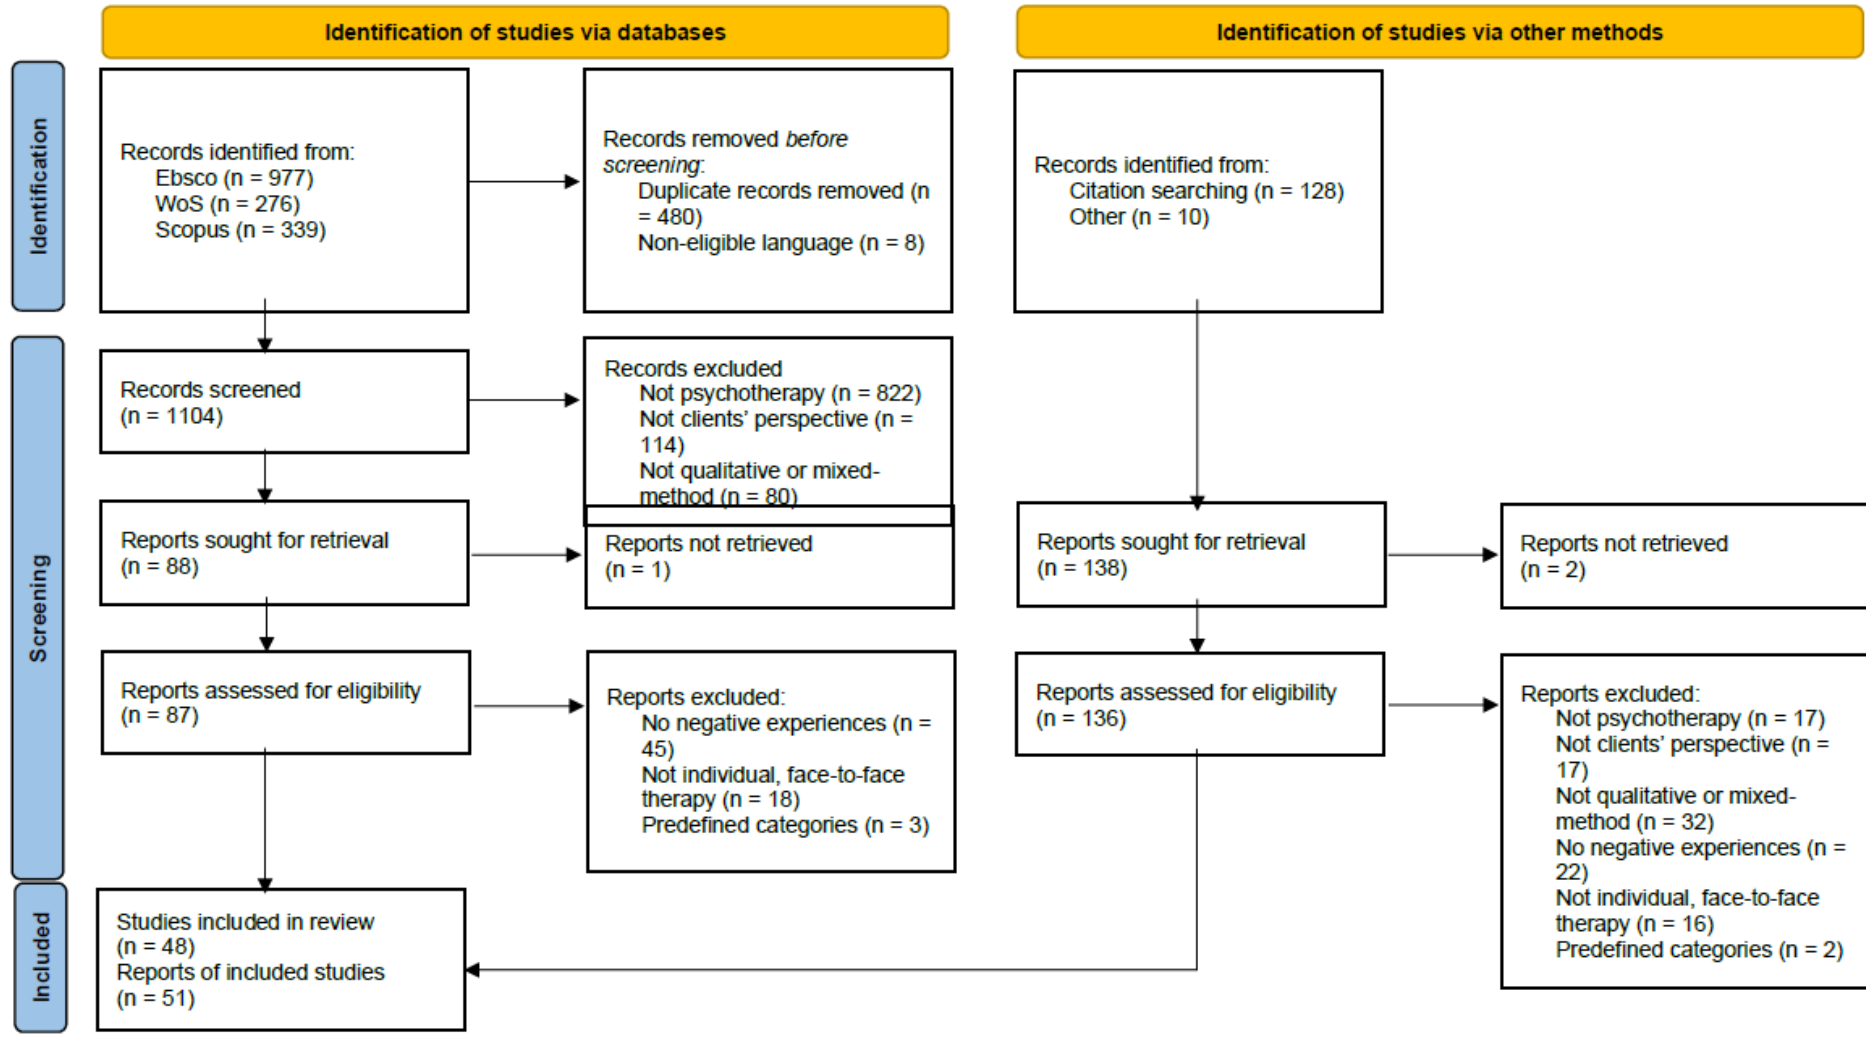 Identification of studies via databases
Identification of studies via other methods
Identification
Records identified from:
Ebsco (n = 977)
WoS (n = 276)
Scopus (n = 339)
Records removed before
screening:
Duplicate records removed (n
= 480)
Non-eligible language (n = 8)
Records identified from:
Citation searching (n = 128)
Other (n = 10)
Screening
Records screened
(n = 1104)
Records excluded
Not psychotherapy (n = 822)
Not clients’ perspective (n =
114)
Not qualitative or mixed-
method (n = 80)
Reports sought for retrieval
(n = 88)
Reports not retrieved
(n = 1)
Reports sought for retrieval
(n = 138)
Reports not retrieved
(n = 2)
Reports assessed for eligibility
(n = 87)
Reports excluded:
No negative experiences (n =
45)
Not individual, face-to-face
therapy (n = 18)
Predefined categories (n = 3)
Reports assessed for eligibility
(n = 136)
Reports excluded:
Not psychotherapy (n = 17)
Not clients’ perspective (n =
17)
Not qualitative or mixed-
method (n = 32)
No negative experiences (n =
22)
Not individual, face-to-face
therapy (n = 16)
Predefined categories (n = 2)
Included
Studies included in review
(n = 48)
Reports of included studies
(n = 51)